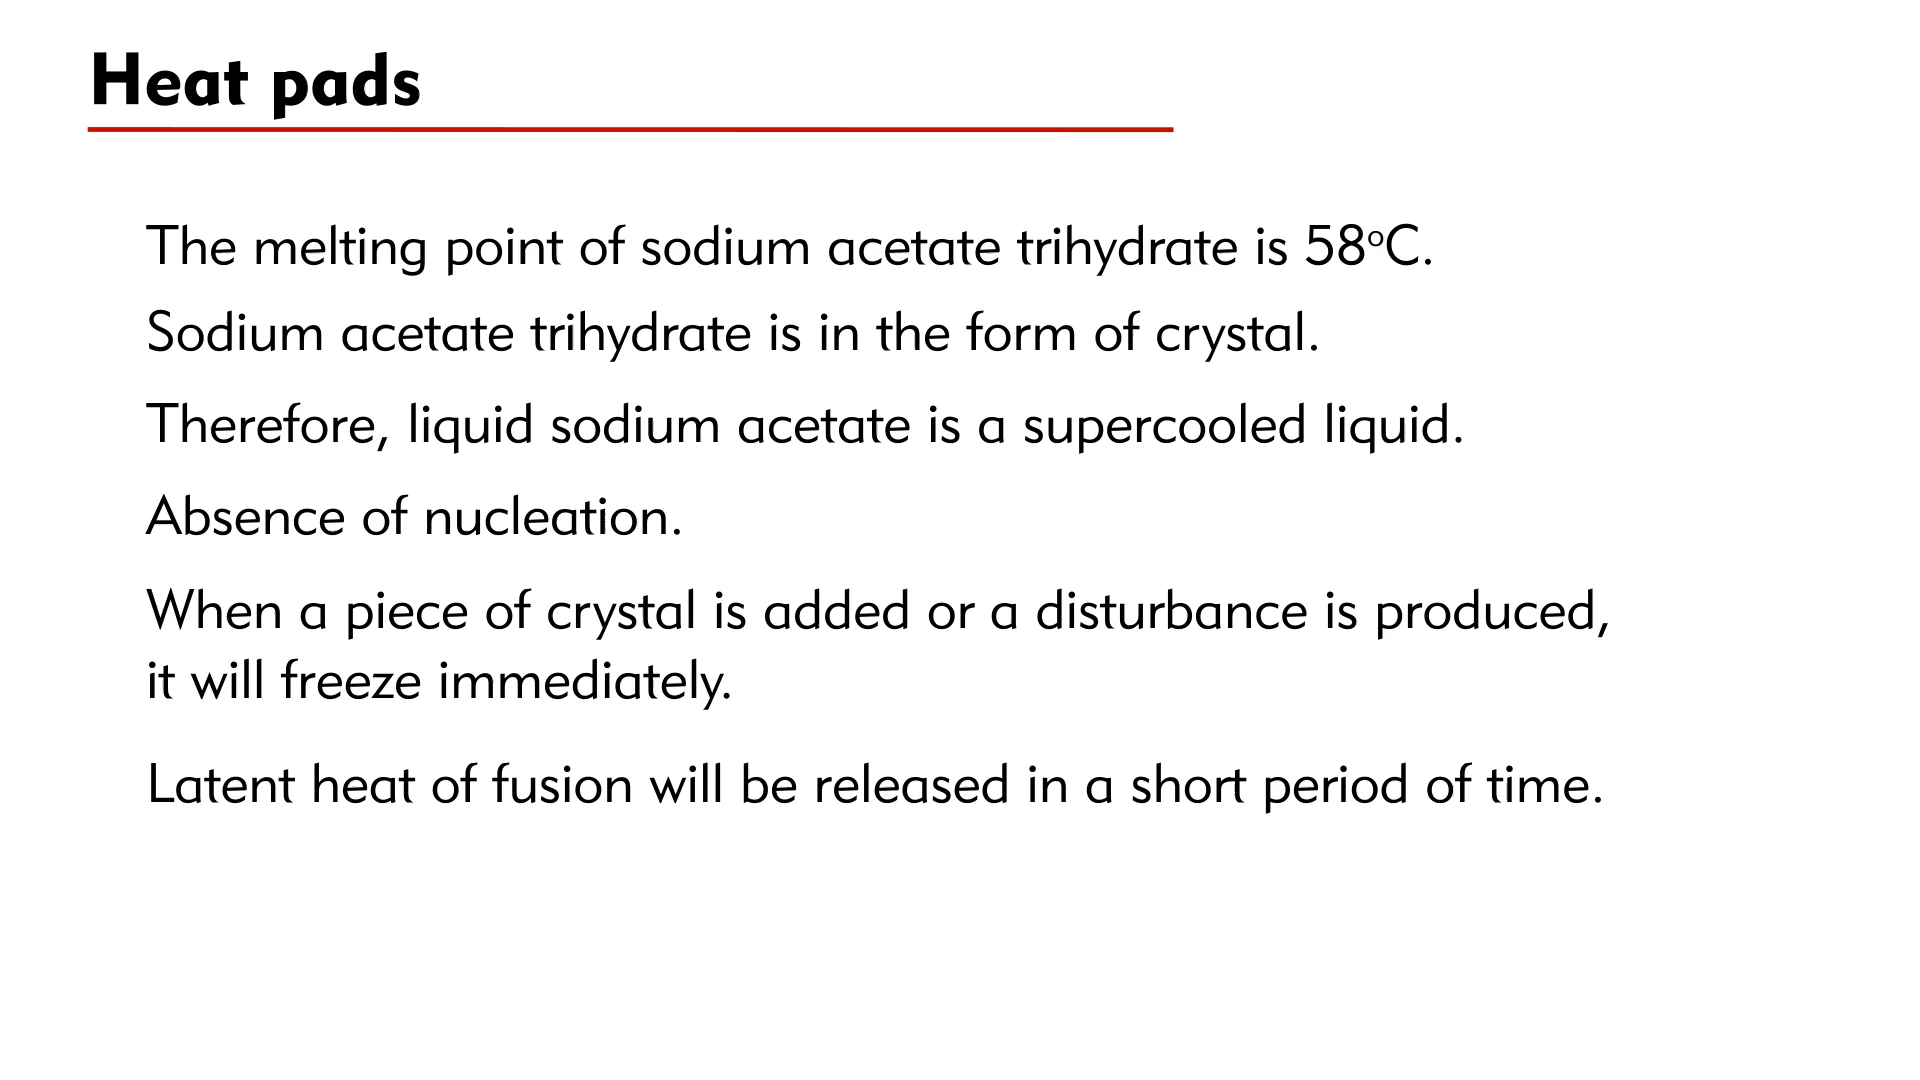 Heat pads
The melting point of sodium acetate trihydrate is 58ᵒC.
Sodium acetate trihydrate is in the form of crystal.
Therefore, liquid sodium acetate is a supercooled liquid.
Absence of nucleation.
When a piece of crystal is added or a disturbance is produced,
it will freeze immediately.
Latent heat of fusion will be released in a short period of time.